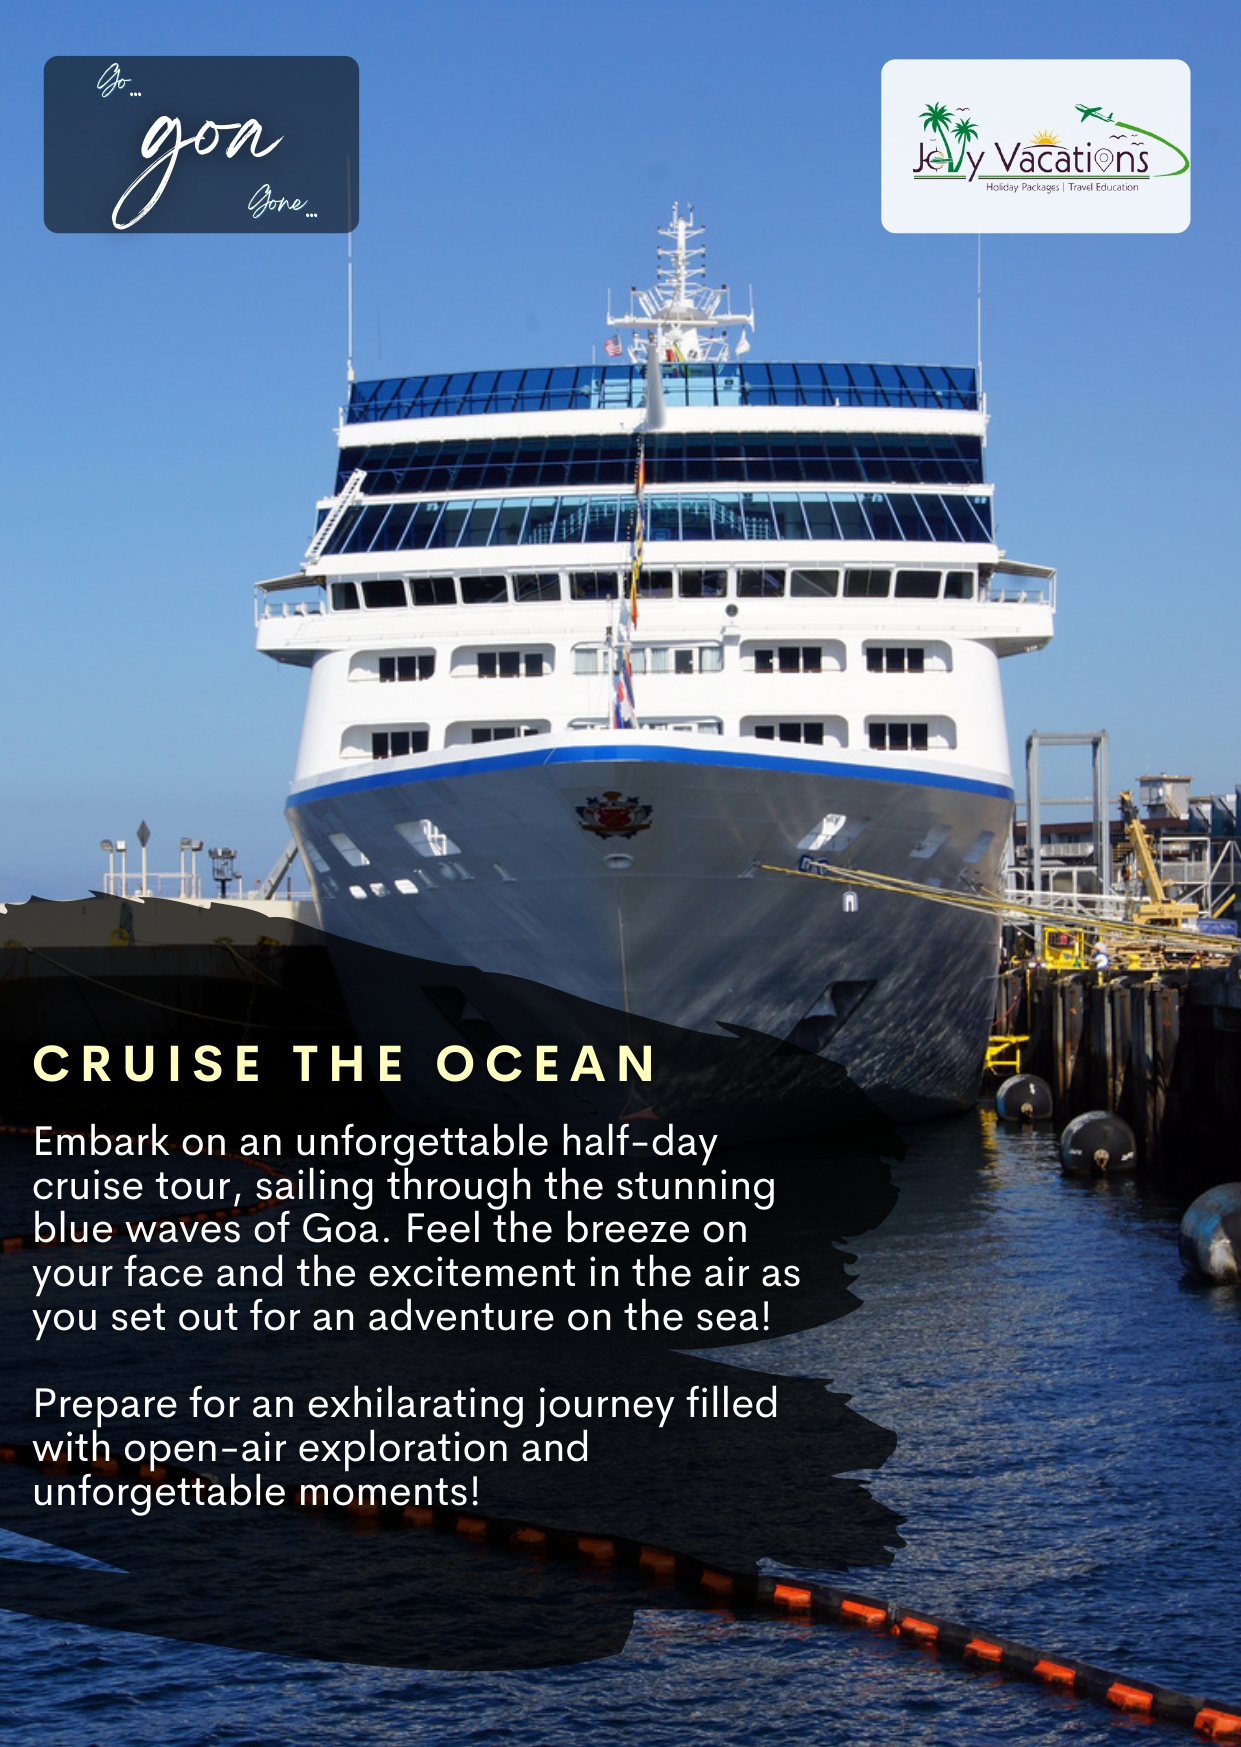 Go...
goa
Gone...
Jolly Vacations
Holiday Packages | Travel Education
CRUISE THE OCEAN
Embark on an unforgettable half-day
cruise tour, sailing through the stunning
blue waves of Goa. Feel the breeze on
your face and the excitement in the air as
you set out for an adventure on the sea!
Prepare for an exhilarating journey filled
with open-air exploration and
unforgettable moments!